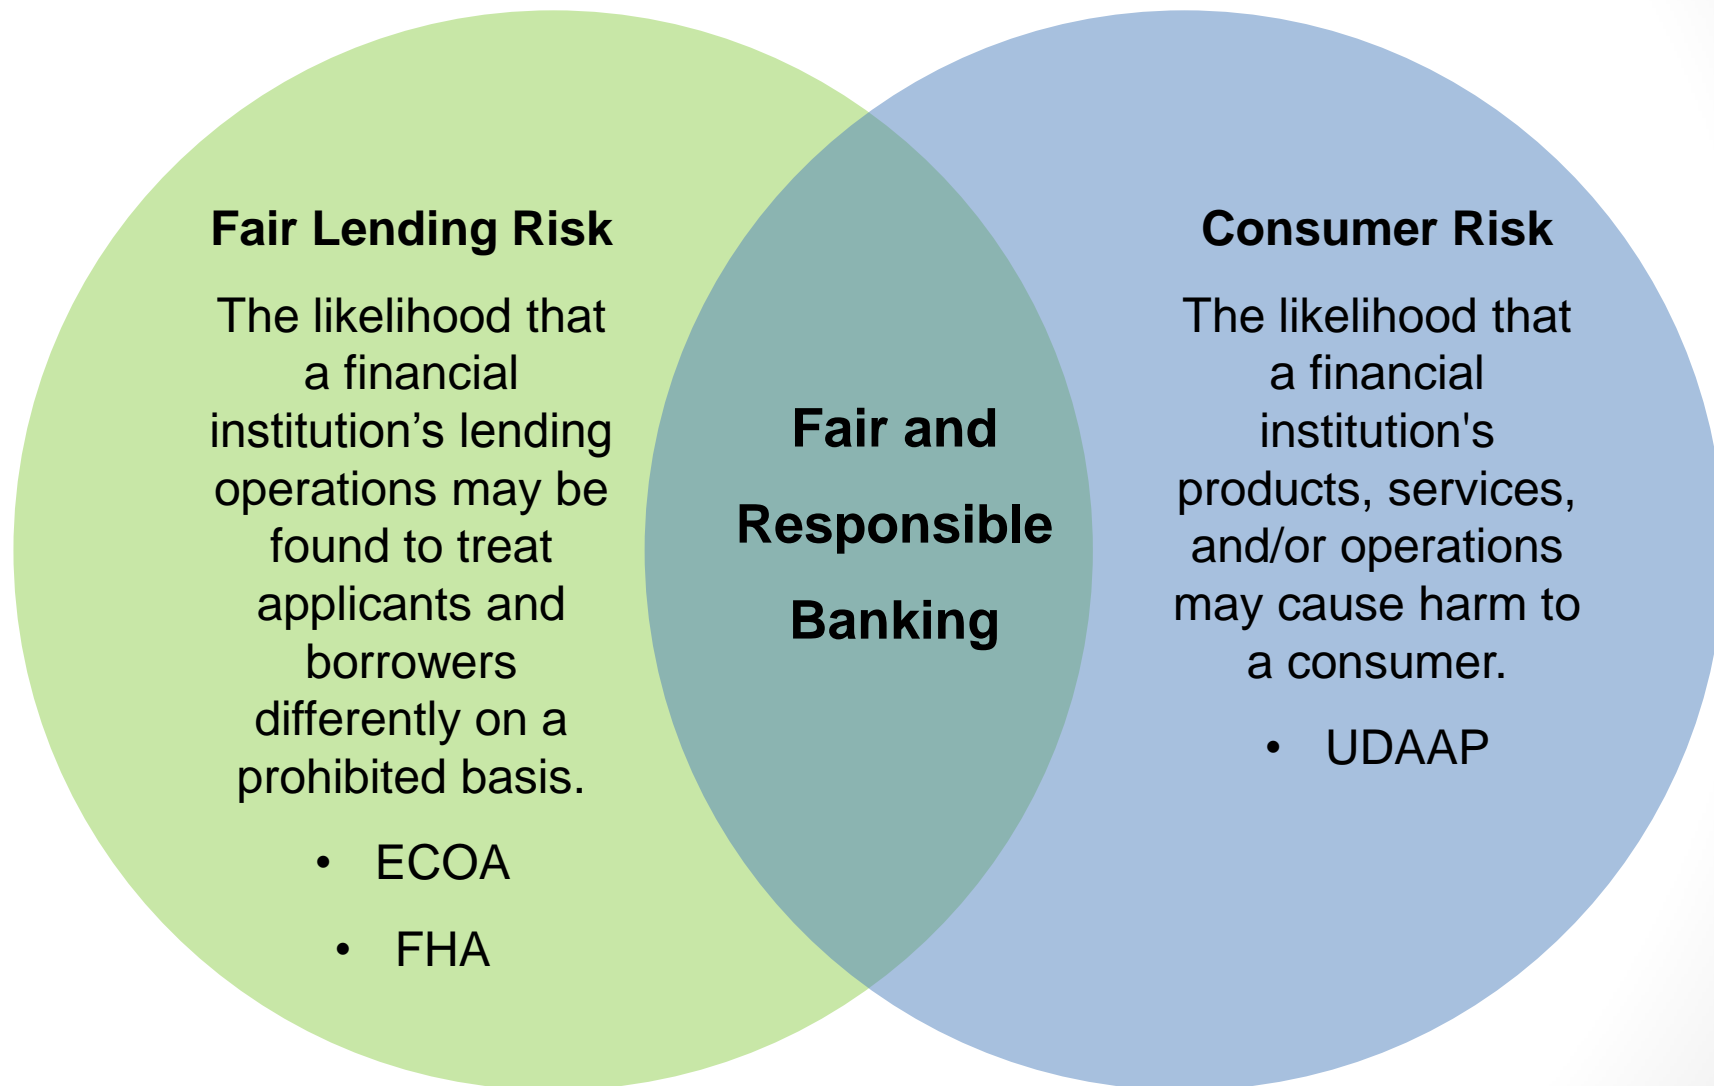 Fair Lending Risk
The likelihood that
a financial
institution’s lending
operations may be
found to treat
applicants and
borrowers
differently on a
prohibited basis.
• ECOA
• FHA
Fair and
Responsible
Banking
Consumer Risk
The likelihood that
a financial
institution's
products, services,
and/or operations
may cause harm to
a consumer.
• UDAAP